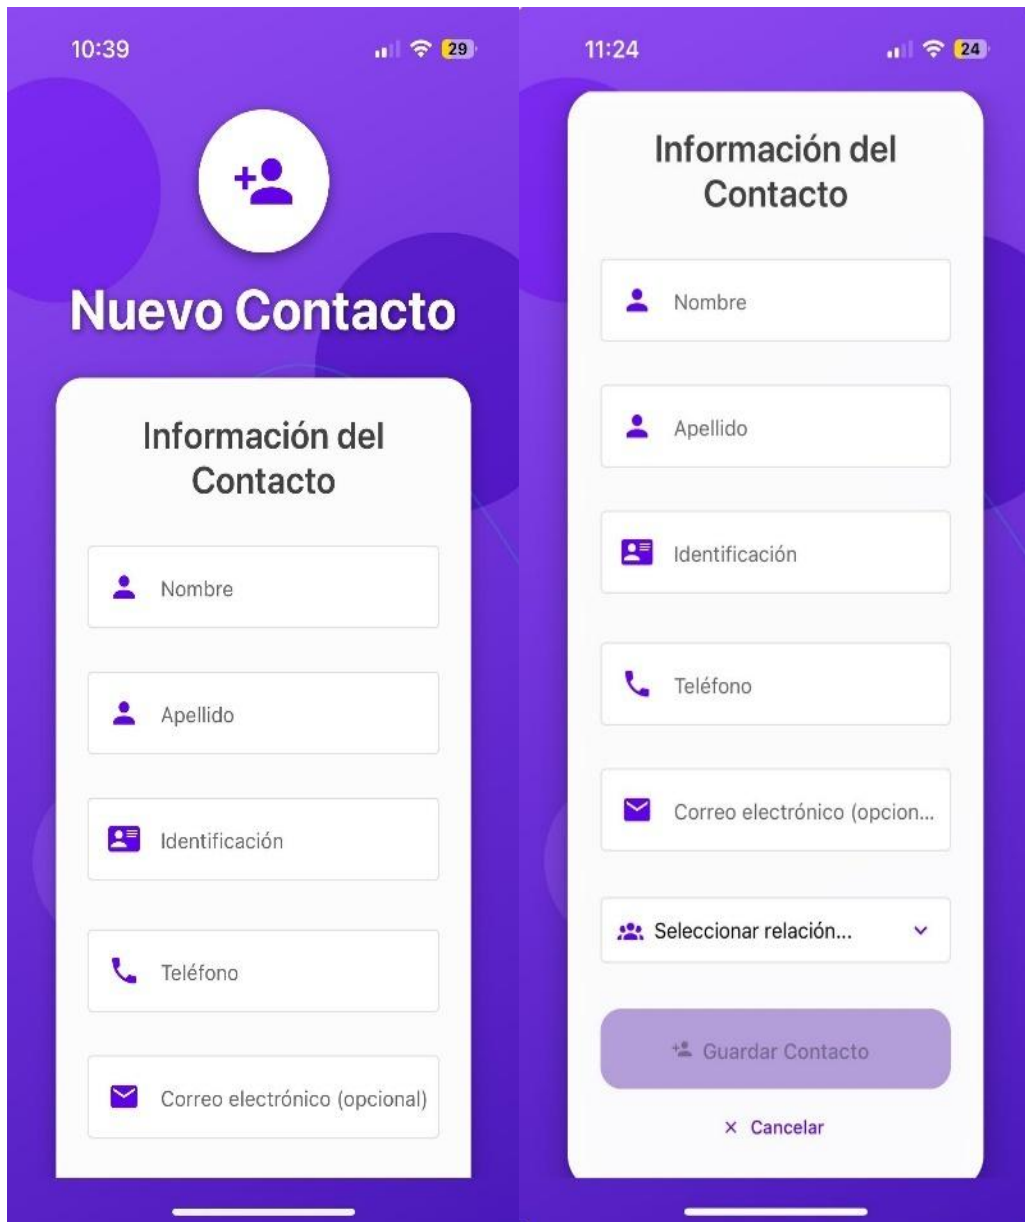 10:39
29
Nuevo Contacto
Información del
Contacto
Nombre
Apellido
Identificación
Teléfono
Correo electrónico (opcional)
11:24
24
Información del
Contacto
Nombre
Apellido
Identificación
Teléfono
Correo electrónico (opcion...
Seleccionar relación...
Guardar Contacto
× Cancelar